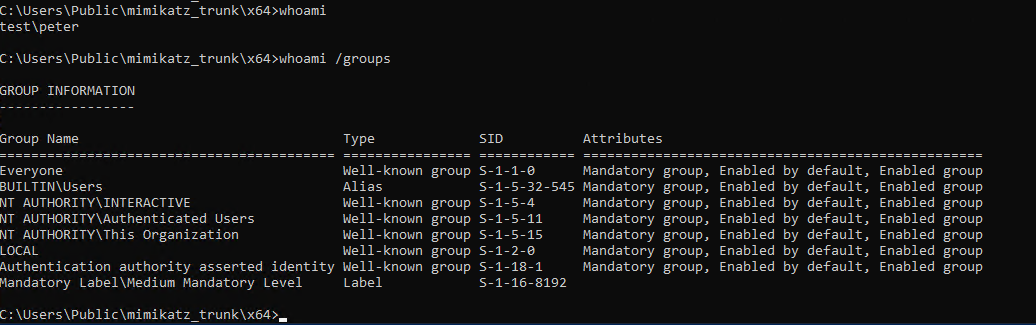 C:\Users\Public\mimikatz_trunk\x64>whoami
test\peter
C:\Users\Public\mimikatz_trunk\x64>whoami /groups
GROUP INFORMATION
-----------------
Group Name                                 Type             SID          Attributes
========================================== ================ ============ ==================================================
Everyone                                   Well-known group S-1-1-0      Mandatory group, Enabled by default, Enabled group
BUILTIN\Users                              Alias            S-1-5-32-545 Mandatory group, Enabled by default, Enabled group
NT AUTHORITY\INTERACTIVE                   Well-known group S-1-5-4      Mandatory group, Enabled by default, Enabled group
NT AUTHORITY\Authenticated Users           Well-known group S-1-5-11     Mandatory group, Enabled by default, Enabled group
NT AUTHORITY\This Organization             Well-known group S-1-5-15     Mandatory group, Enabled by default, Enabled group
LOCAL                                      Well-known group S-1-2-0      Mandatory group, Enabled by default, Enabled group
Authentication authority asserted identity Well-known group S-1-18-1     Mandatory group, Enabled by default, Enabled group
Mandatory Label\Medium Mandatory Level     Label            S-1-16-8192
C:\Users\Public\mimikatz_trunk\x64>